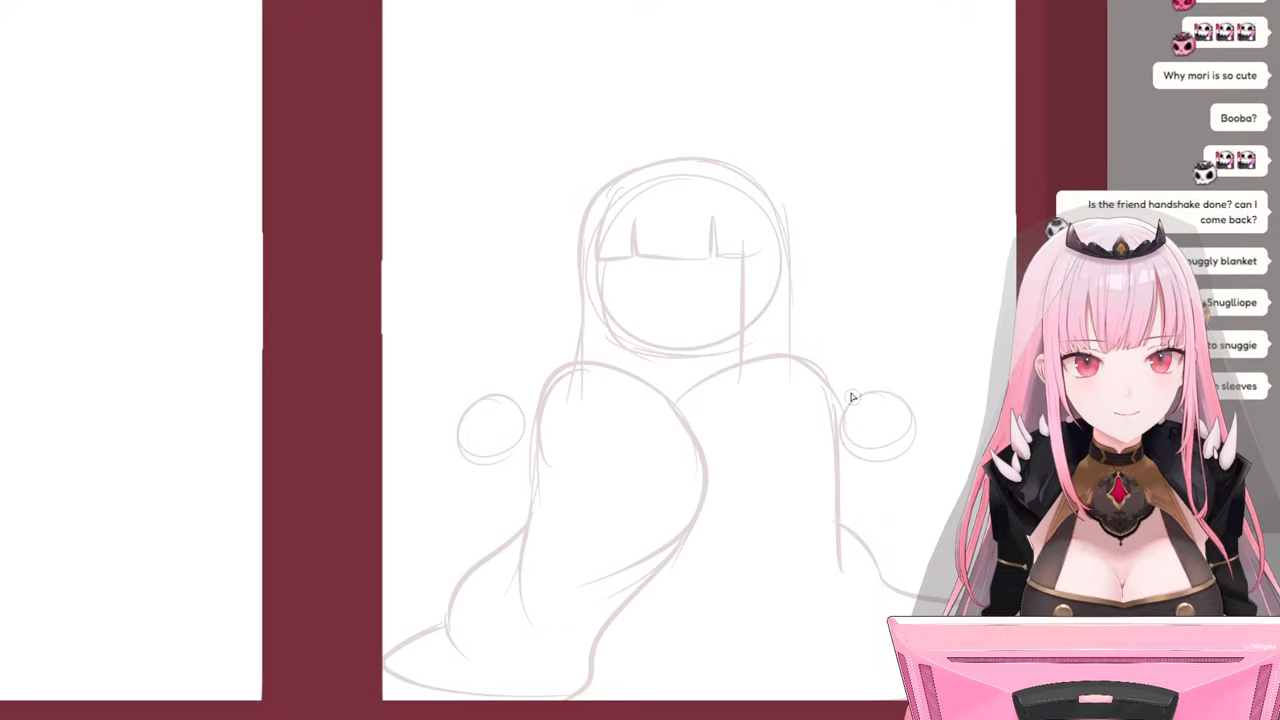 Why mori is so cute
Booba?
Is the friend handshake done? can I
come back?
blanket
Snuglliope
to snuggie
sleeves